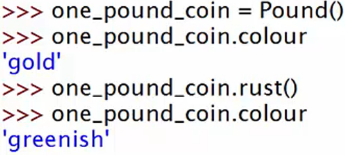 >>> one_pound_coin = Pound()
>>> one_pound_coin.colour
'gold'
>>> one_pound_coin.rust()
>>> one_pound_coin.colour
'greenish'